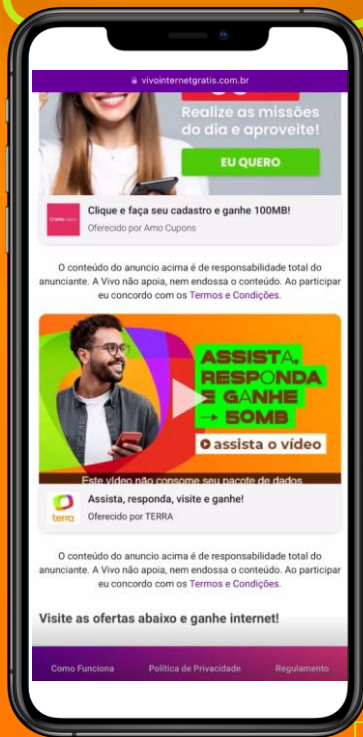 vivointernetgratis.com.br
Realize as missões
do dia e aproveite!
EU QUERO
Clique e faça seu cadastro e ganhe 100MB!
Oferecido por Amo Cupons
O conteúdo do anuncio acima é de responsabilidade total do
anunciante. A Vivo não apoia, nem endossa o conteúdo. Ao participar
eu concordo com os Termos e Condições.
ASSISTA,
RESPONDA
E GANHE
→ 50MB
assista o vídeo
Este vídeo não consome seu pacote de dados
Assista, responda, visite e ganhe!
terra
Oferecido por TERRA
O conteúdo do anuncio acima é de responsabilidade total do
anunciante. A Vivo não apoia, nem endossa o conteúdo. Ao participar
eu concordo com os Termos e Condições.
Visite as ofertas abaixo e ganhe internet!
Como Funciona
Política de Privacidade
Regulamento